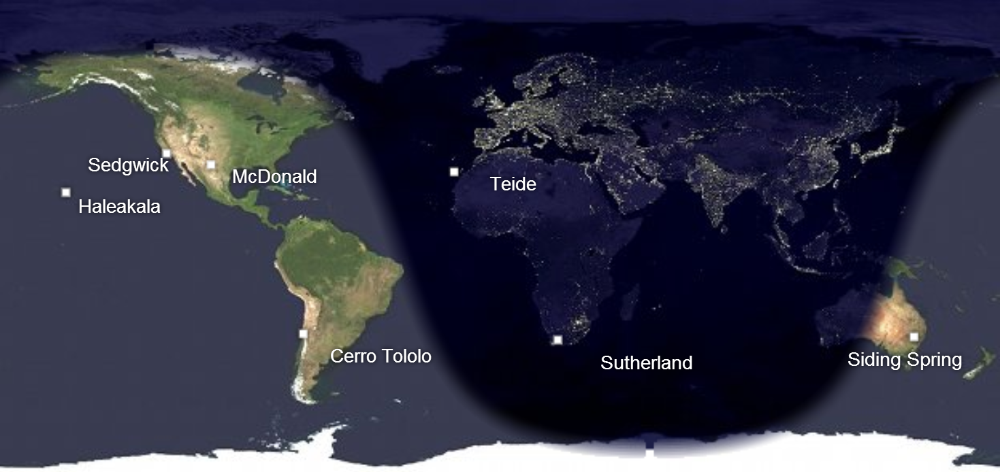 Sedgwick
McDonald
Haleakala
Teide
Cerro Tololo
Sutherland
Siding Spring